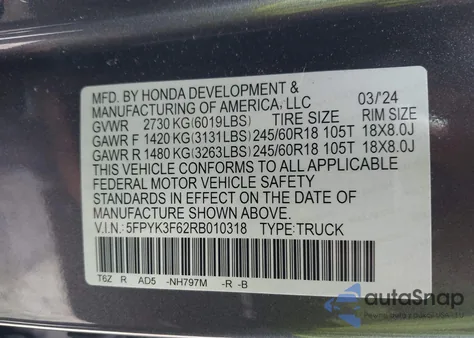 MFD. BY HONDA DEVELOPMENT &
MANUFACTURING OF AMERICA, LLC 03/'24
GVWR 2730 KG(6019LBS) TIRE SIZE RIM SIZE
GAWR F 1420 KG(3131LBS) 245/60R18 105T 18X8.0J
GAWR R 1480 KG(3263LBS) 245/60R18 105T 18X8.0J
THIS VEHICLE CONFORMS TO ALL APPLICABLE
FEDERAL MOTOR VEHICLE SAFETY
STANDARDS IN EFFECT ON THE DATE OF
MANUFACTURE SHOWN ABOVE.
V.I.N.: 5FPYK3F62RB010318 TYPE: TRUCK
T6Z R AD5 -NH797M -R -B
autoSnap